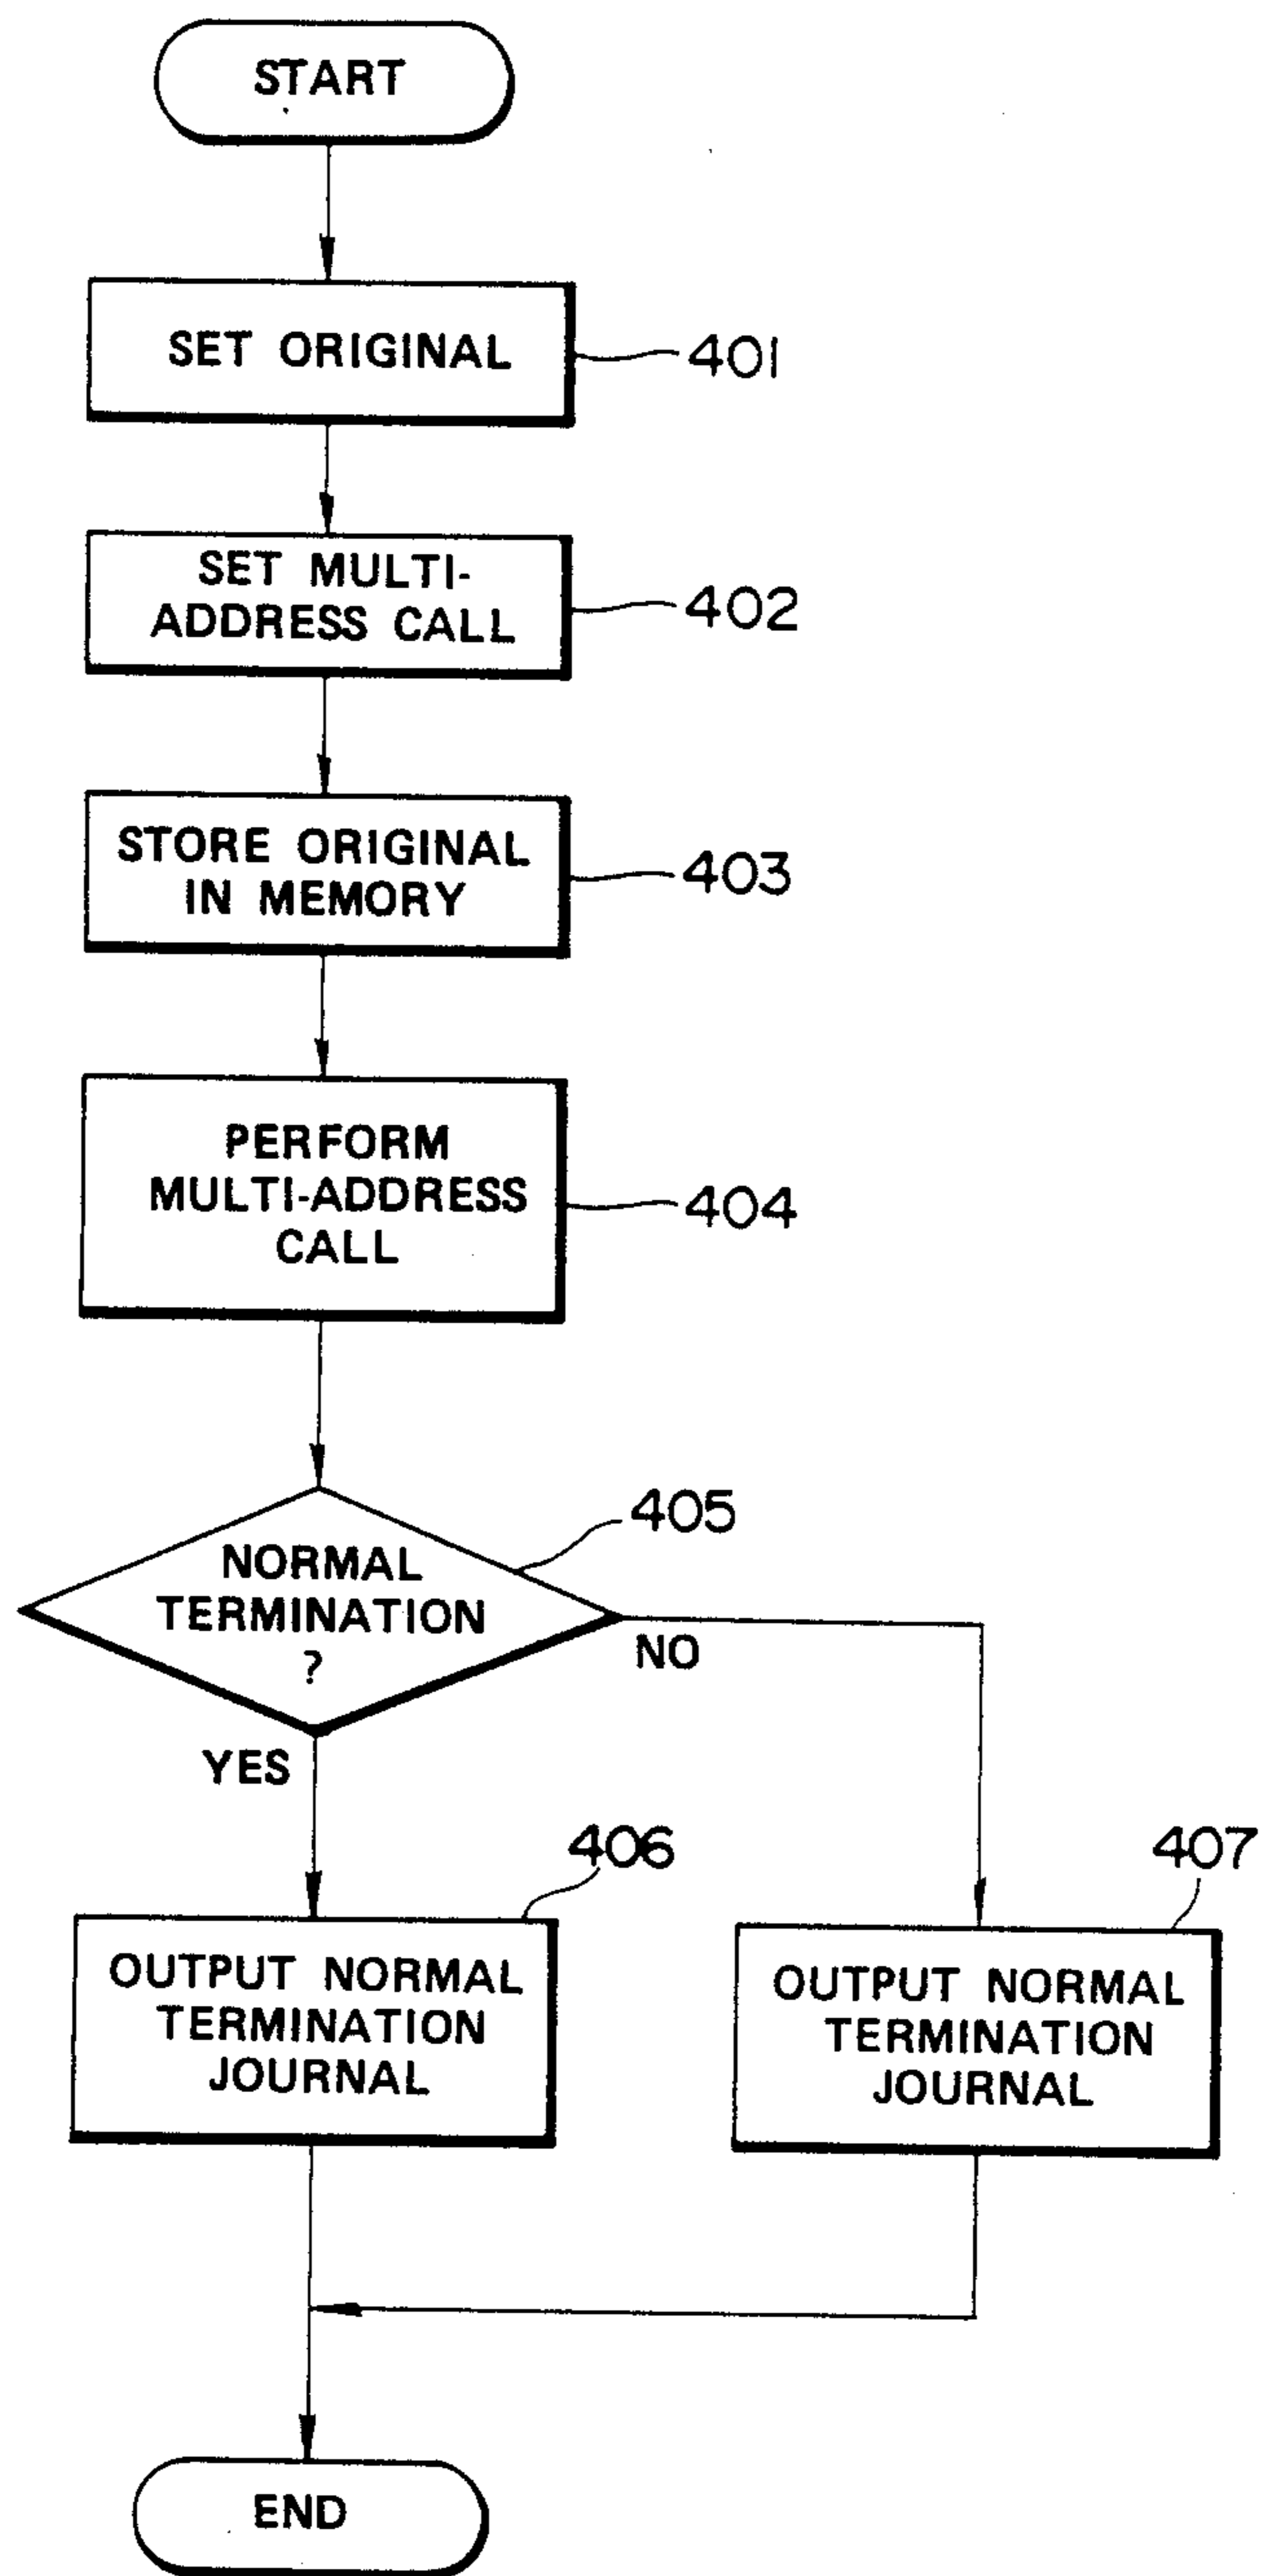 START
SET ORIGINAL
401
SET MULTI-
ADDRESS CALL
402
STORE ORIGINAL
IN MEMORY
403
PERFORM
MULTI-ADDRESS
CALL
404
405
NORMAL
TERMINATION
?
NO
YES
406
407
OUTPUT NORMAL
TERMINATION
JOURNAL
OUTPUT NORMAL
TERMINATION
JOURNAL
END